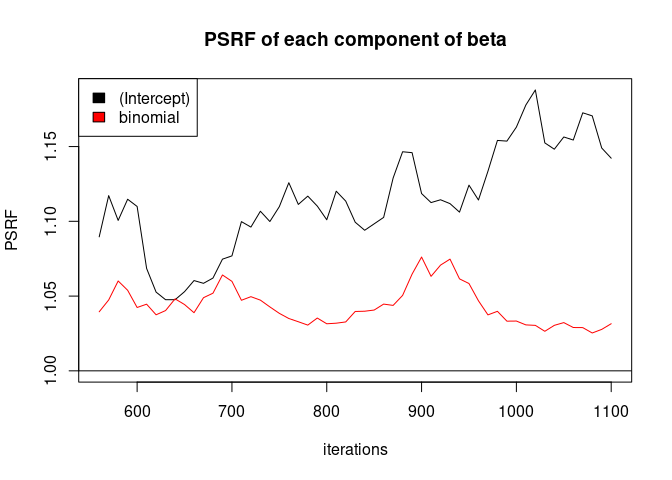 PSRF of each component of beta
(Intercept)
binomial
PSRF
1.15
1.10
1.05
1.00
600 700 800 900 1000 1100
iterations